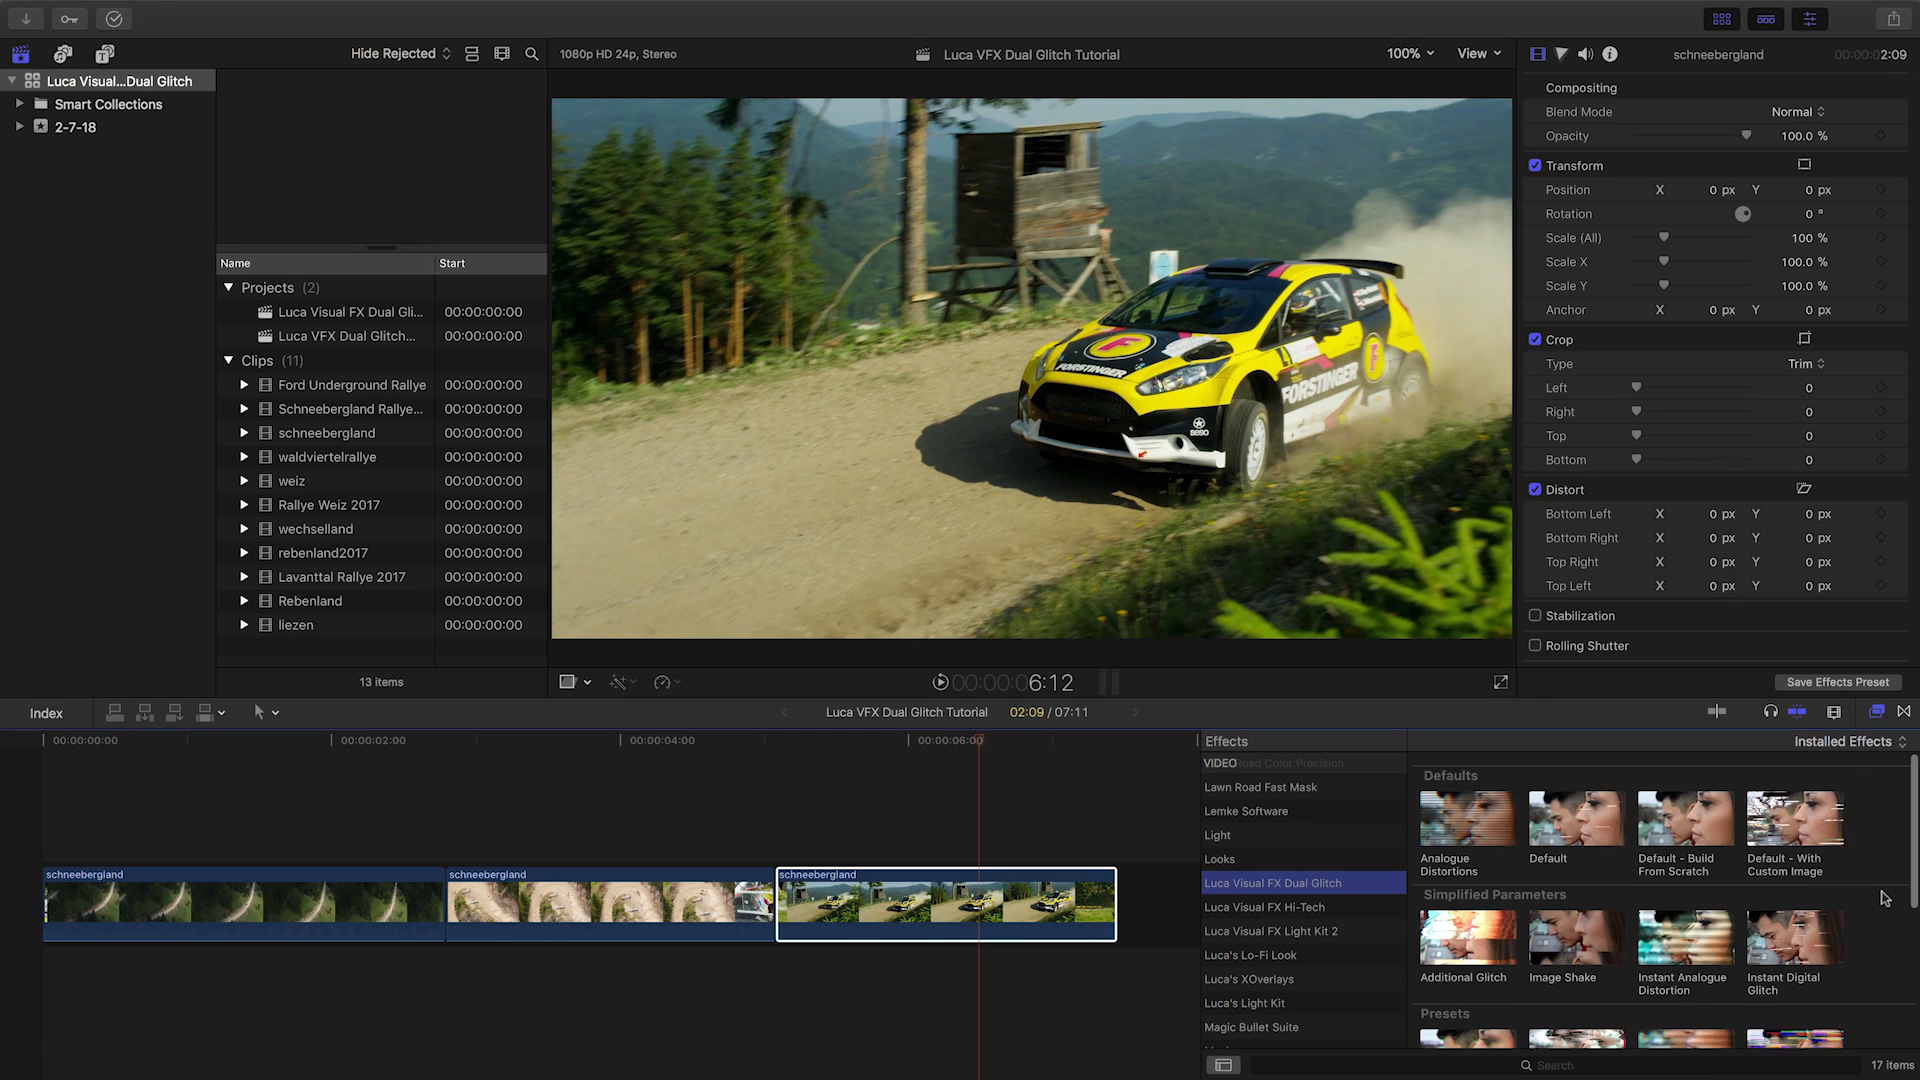 Hide Rejected
1080p HD 24p, Stereo
Luca VFX Dual Glitch Tutorial
100%
View
schneebergland
00:00:02:09
Luca Visual...Dual Glitch
Smart Collections
2-7-18
Name
Start
Projects (2)
Luca Visual FX Dual Gli... 00:00:00:00
Luca VFX Dual Glitch... 00:00:00:00
Clips (11)
Ford Underground Rallye 00:00:00:00
Schneebergland Rallye... 00:00:00:00
schneebergland 00:00:00:00
waldviertelrallye 00:00:00:00
weiz 00:00:00:00
Rallye Weiz 2017 00:00:00:00
wechselland 00:00:00:00
rebenland2017 00:00:00:00
Lavanttal Rallye 2017 00:00:00:00
Rebenland 00:00:00:00
liezen 00:00:00:00
13 items
F
FORSTINGER
F
FORSTINGER
seso
Compositing
Blend Mode Normal
Opacity 100.0 %
Transform
Position X 0 px Y 0 px
Rotation 0 °
Scale (All) 100 %
Scale X 100.0 %
Scale Y 100.0 %
Anchor X 0 px Y 0 px
Crop
Type Trim
Left 0
Right 0
Top 0
Bottom 0
Distort
Bottom Left X 0 px Y 0 px
Bottom Right X 0 px Y 0 px
Top Right X 0 px Y 0 px
Top Left X 0 px Y 0 px
Stabilization
Rolling Shutter
Save Effects Preset
00:00:06:12
Index
Luca VFX Dual Glitch Tutorial
02:09 / 07:11
00:00:00:00
00:00:02:00
00:00:04:00
00:00:06:00
schneebergland
schneebergland
schneebergland
Effects
Installed Effects
VIDEO
Road Color Precision
Lawn Road Fast Mask
Lemke Software
Light
Looks
Luca Visual FX Dual Glitch
Luca Visual FX Hi-Tech
Luca Visual FX Light Kit 2
Luca's Lo-Fi Look
Luca's XOverlays
Luca's Light Kit
Magic Bullet Suite
Defaults
Analogue Distortions
Default
Default - Build From Scratch
Default - With Custom Image
Simplified Parameters
Additional Glitch
Image Shake
Instant Analogue Distortion
Instant Digital Glitch
Presets
Search
17 items